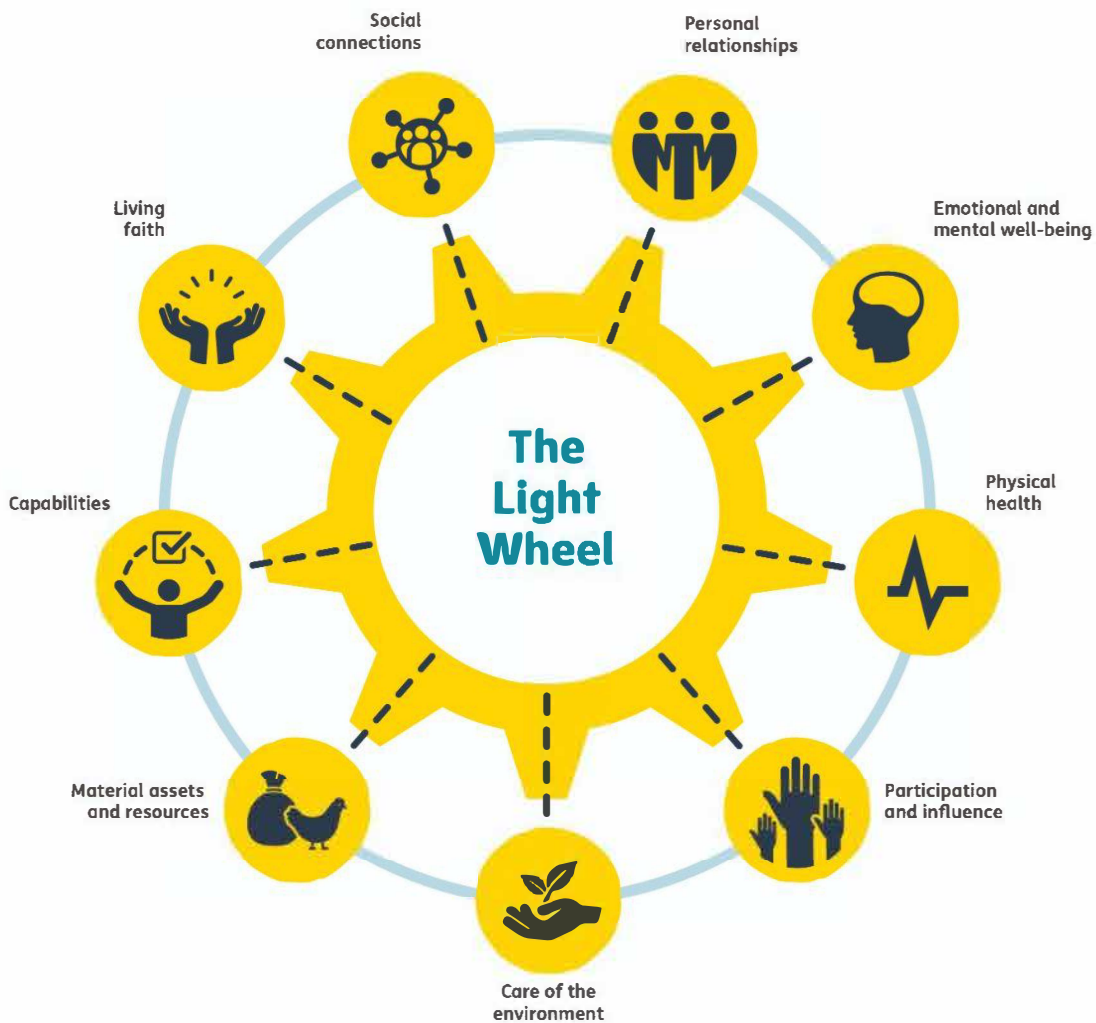 Social
connections
Personal
relationships
Living
faith
Emotional and
mental well-being
The
Light
Wheel
Capabilities
Physical
health
Material assets
and resources
Participation
and influence
Care of the
environment